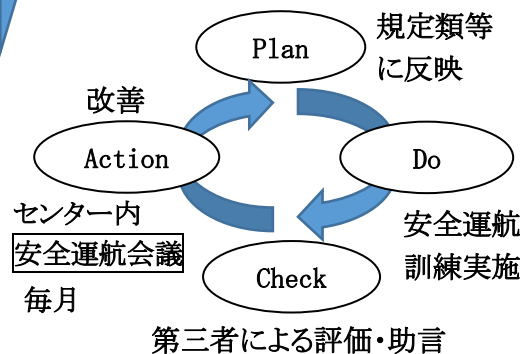 Plan
規定類等
に反映
改善
Action
Do
センター内
安全運航会議
毎月
安全運航
訓練実施
Check
第三者による評価・助言